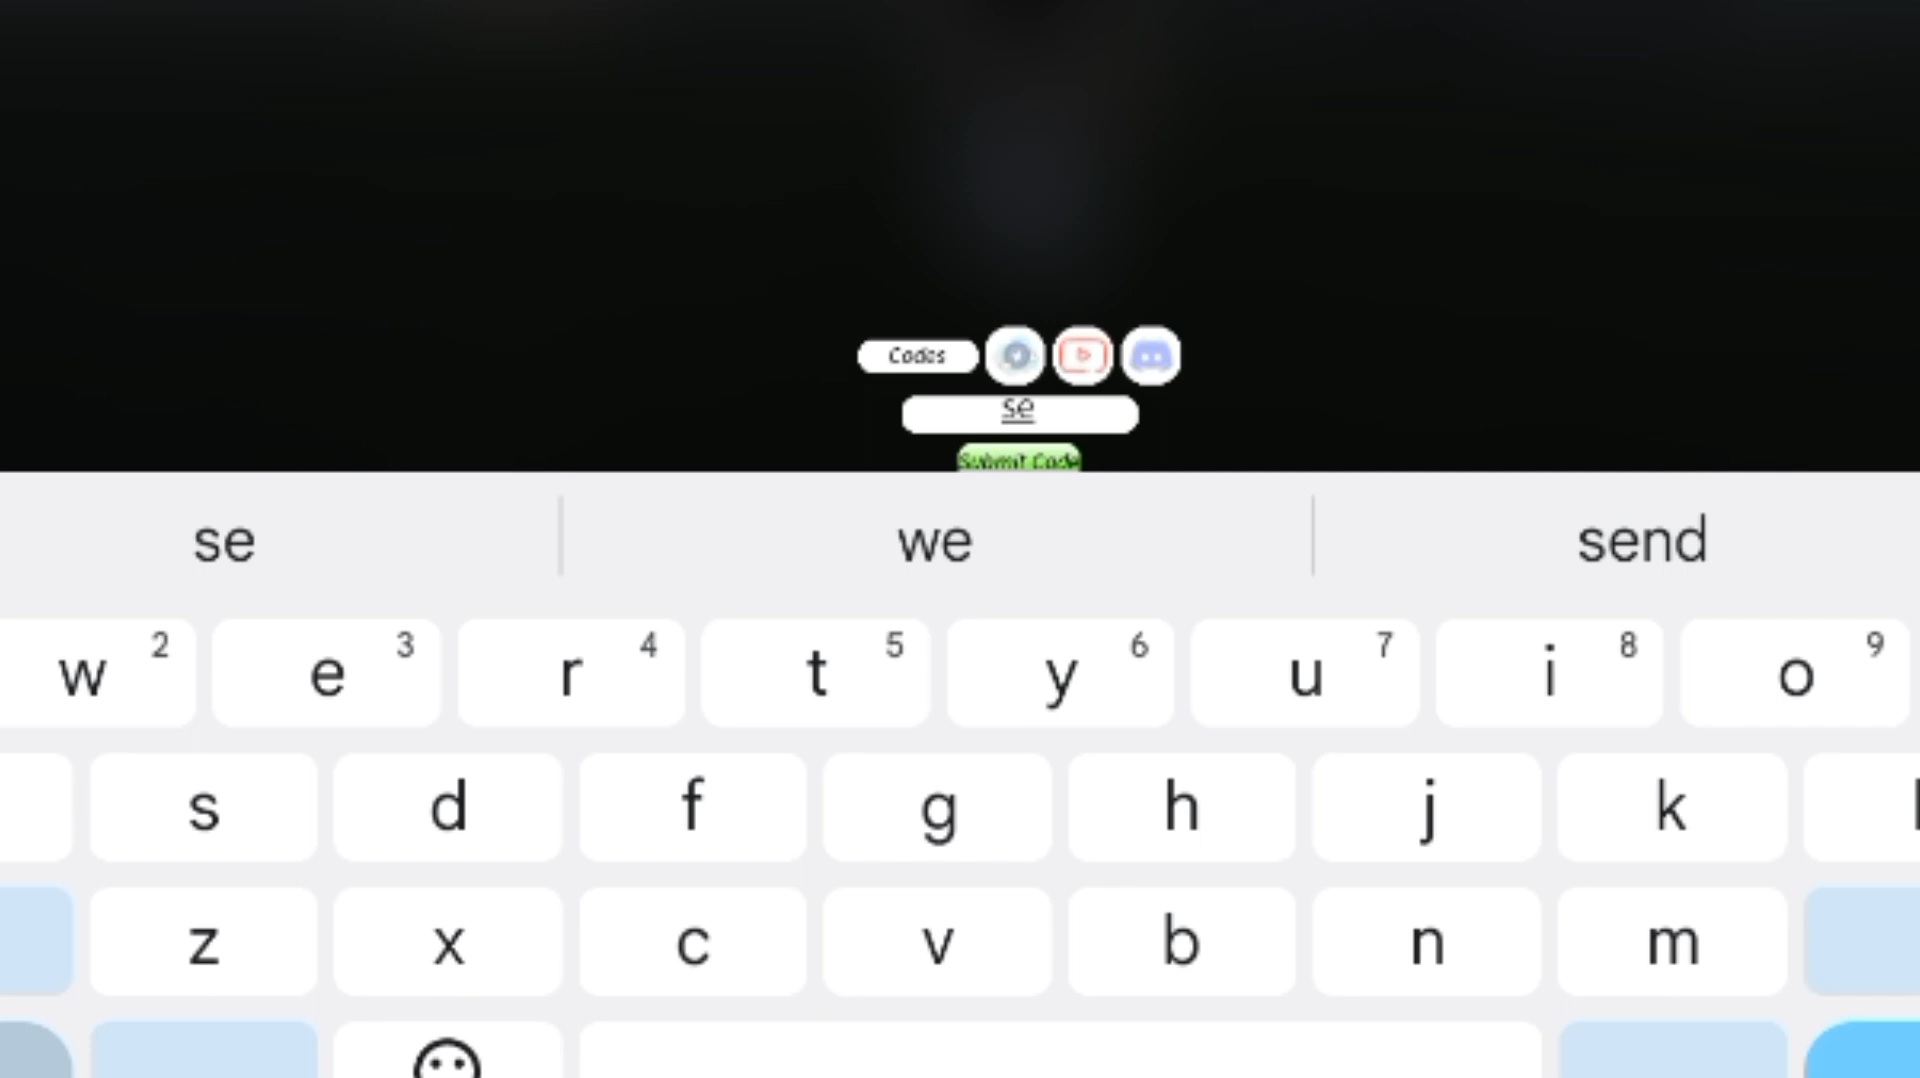 Codes
se
Submit Code
se we send
w 2 e 3 r 4 t 5 y 6 u 7 i 8 o 9
s d f g h j k
z x c v b n m